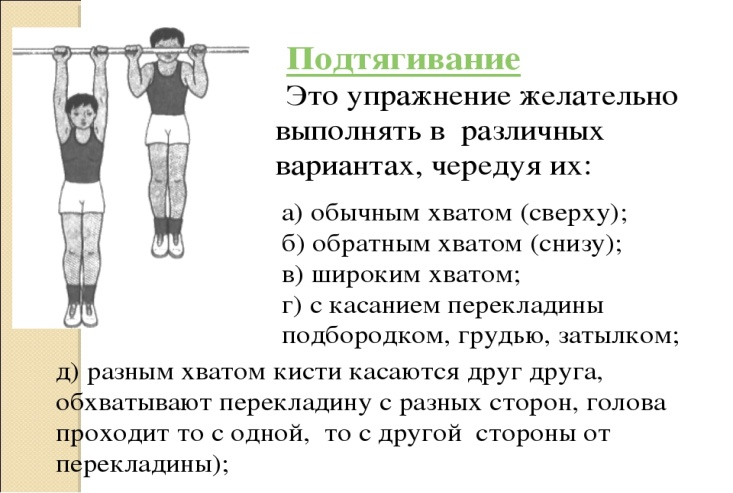 Подтягивание
Это упражнение желательно
выполнять в различных
вариантах, чередуя их:
а) обычным хватом (сверху);
б) обратным хватом (снизу);
в) широким хватом;
г) с касанием перекладины
подбородком, грудью, затылком;
д) разным хватом кисти касаются друг друга,
обхватывают перекладину с разных сторон, голова
проходит то с одной, то с другой стороны от
перекладины);